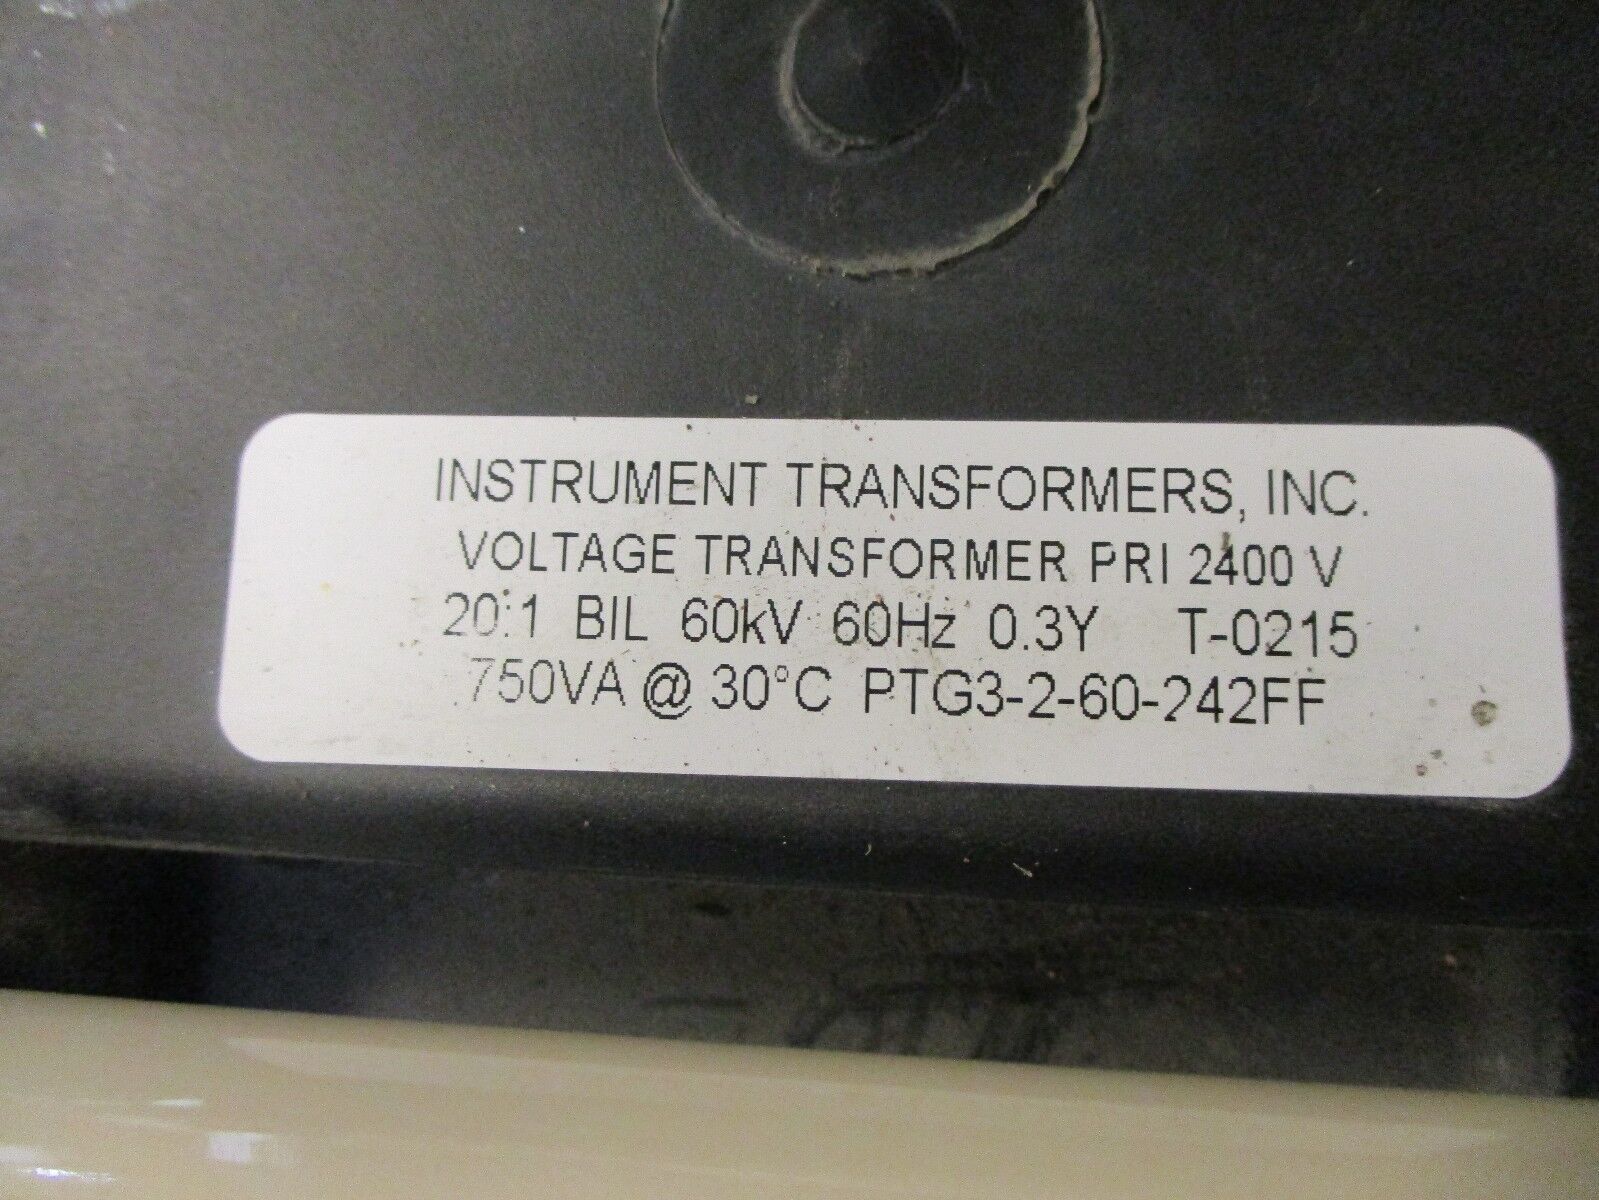 INSTRUMENT TRANSFORMERS, INC.
VOLTAGE TRANSFORMER PRI 2400 V
20:1 BIL 60kV 60Hz 0.3Y T-0215
750VA @ 30°C PTG3-2-60-242FF